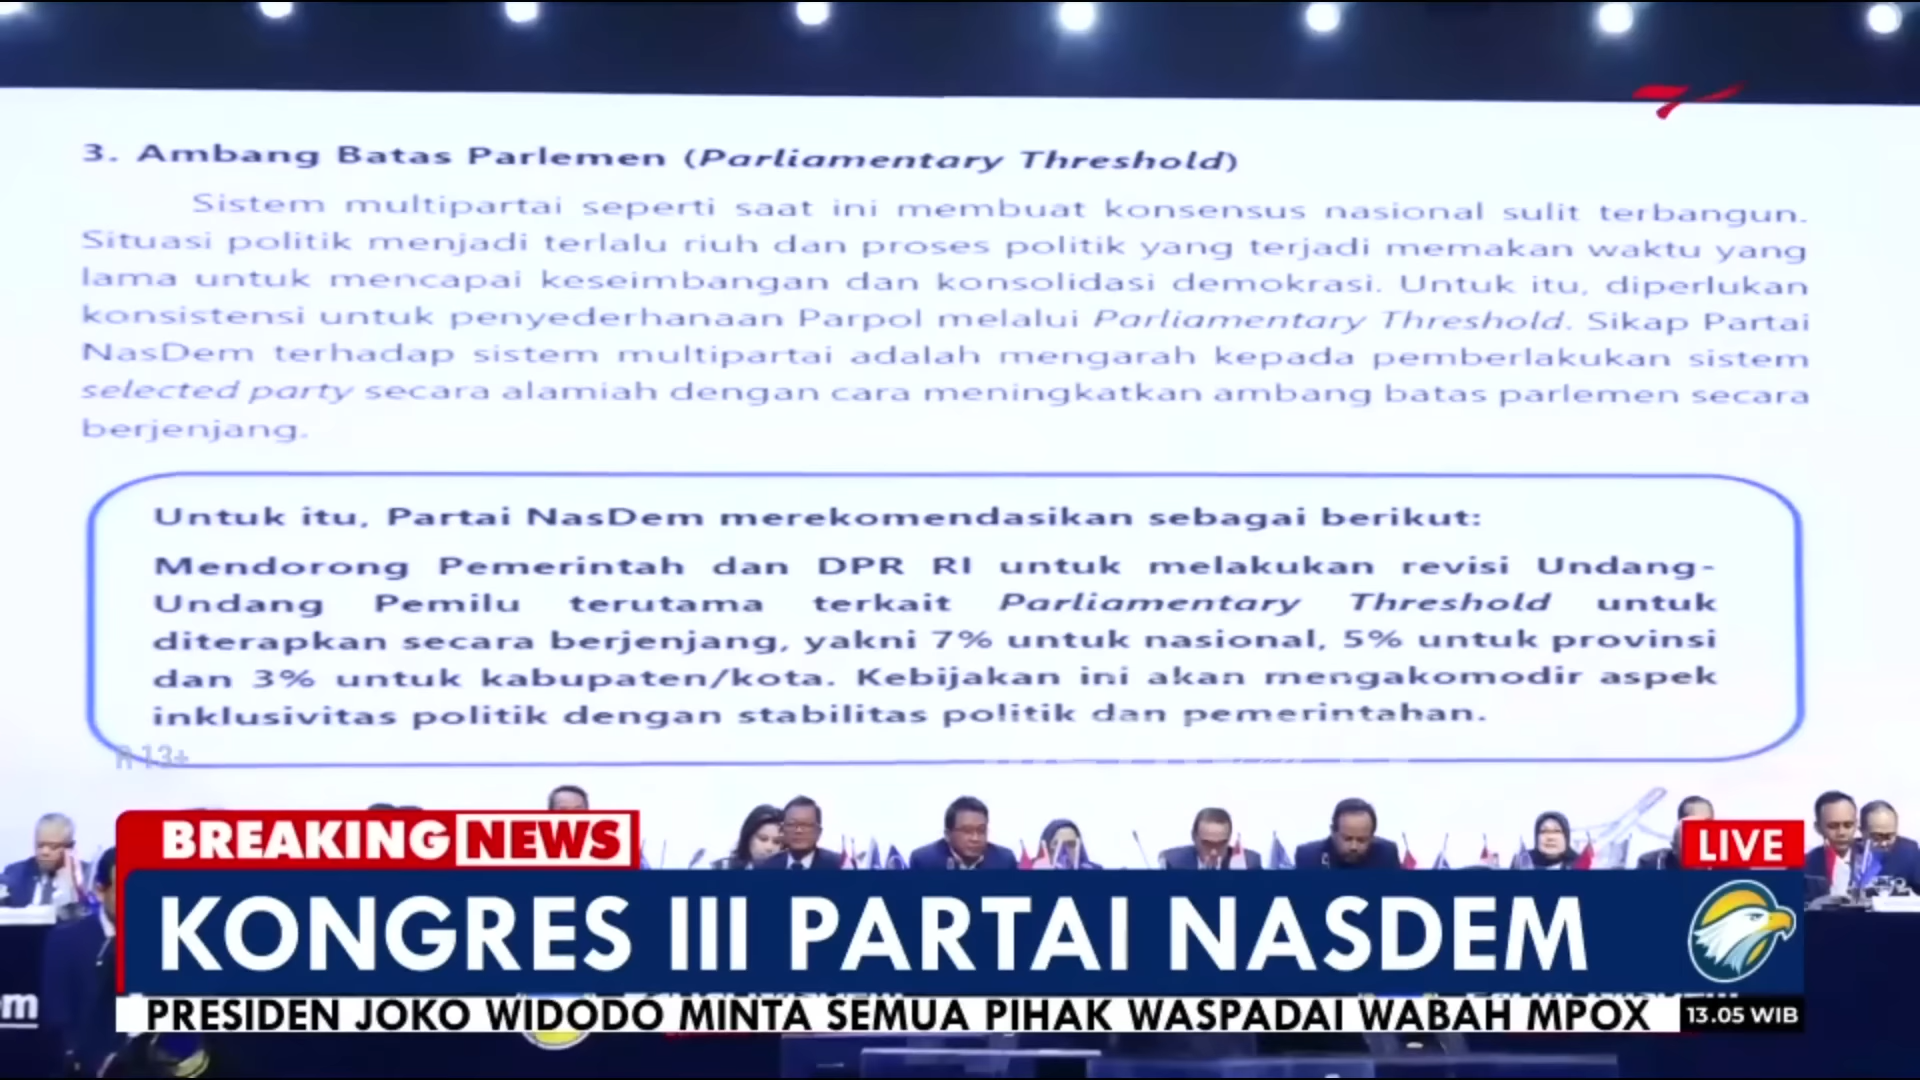 3. Ambang Batas Parlemen (Parliamentary Threshold)
Sistem multipartai seperti saat ini membuat konsensus nasional sulit terbangun.
Situasi politik menjadi terlalu riuh dan proses politik yang terjadi memakan waktu yang
lama untuk mencapai keseimbangan dan konsolidasi demokrasi. Untuk itu, diperlukan
konsistensi untuk penyederhanaan Parpol melalui Parliamentary Threshold. Sikap Partai
NasDem terhadap sistem multipartai adalah mengarah kepada pemberlakukan sistem
selected party secara alamiah dengan cara meningkatkan ambang batas parlemen secara
berjenjang.
Untuk itu, Partai NasDem merekomendasikan sebagai berikut:
Mendorong Pemerintah dan DPR RI untuk melakukan revisi Undang-
Undang Pemilu terutama terkait Parliamentary Threshold untuk
diterapkan secara berjenjang, yakni 7% untuk nasional, 5% untuk provinsi
dan 3% untuk kabupaten/kota. Kebijakan ini akan mengakomodir aspek
inklusivitas politik dengan stabilitas politik dan pemerintahan.
R 13+
BREAKING NEWS
LIVE
KONGRES III PARTAI NASDEM
PRESIDEN JOKO WIDODO MINTA SEMUA PIHAK WASPADAI WABAH MPOX
13.05 WIB